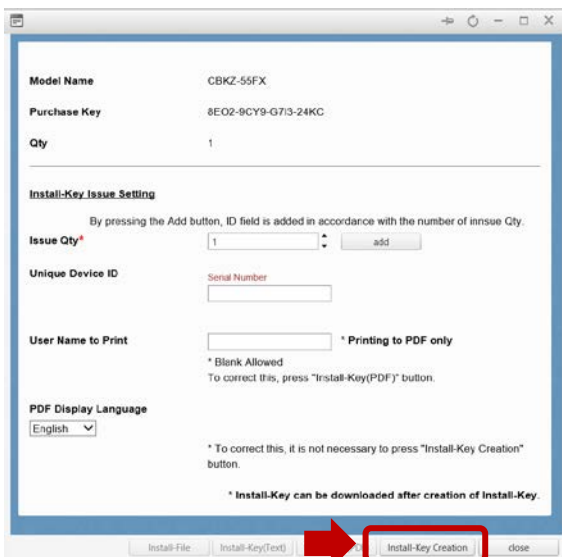 Model Name CBKZ-55FX
Purchase Key 8EO2-9CY9-G7I3-24KC
Qty 1
Install-Key Issue Setting
By pressing the Add button, ID field is added in accordance with the number of innsue Qty.
Issue Qty* 1 add
Unique Device ID Serial Number
User Name to Print * Printing to PDF only
* Blank Allowed
To correct this, press "Install-Key(PDF)" button.
PDF Display Language
English
* To correct this, it is not necessary to press "Install-Key Creation"
button.
* Install-Key can be downloaded after creation of Install-Key.
Install-File Install-Key(Text) Install-Key Creation close